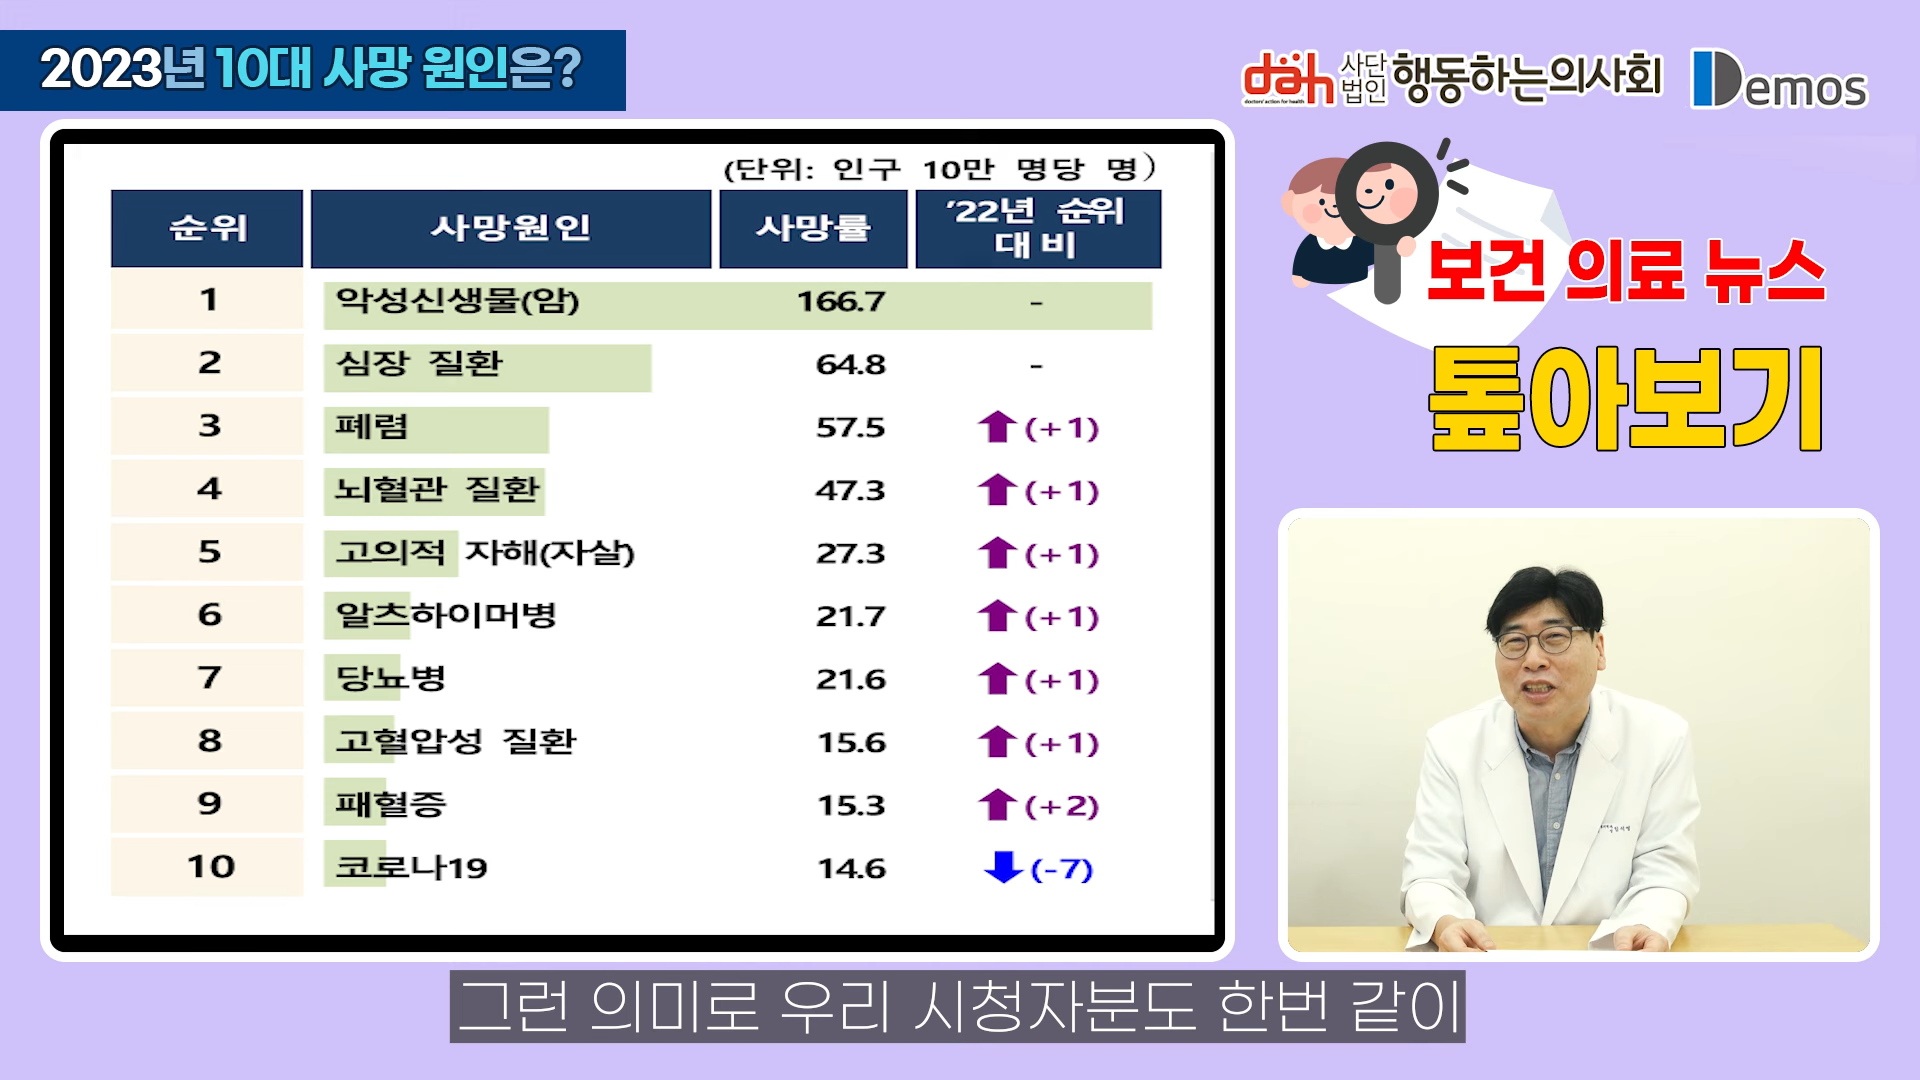 2023년 10대 사망 원인은?
däh 사단법인 행동하는의사회
doctors' action for health
Demos
보건 의료 뉴스
톺아보기
(단위: 인구 10만 명당 명)
순위 사망원인 사망률 '22년 순위 대비
1 악성신생물(암) 166.7 -
2 심장 질환 64.8 -
3 폐렴 57.5 (+1)
4 뇌혈관 질환 47.3 (+1)
5 고의적 자해(자살) 27.3 (+1)
6 알츠하이머병 21.7 (+1)
7 당뇨병 21.6 (+1)
8 고혈압성 질환 15.6 (+1)
9 패혈증 15.3 (+2)
10 코로나19 14.6 (-7)
그런 의미로 우리 시청자분도 한번 같이